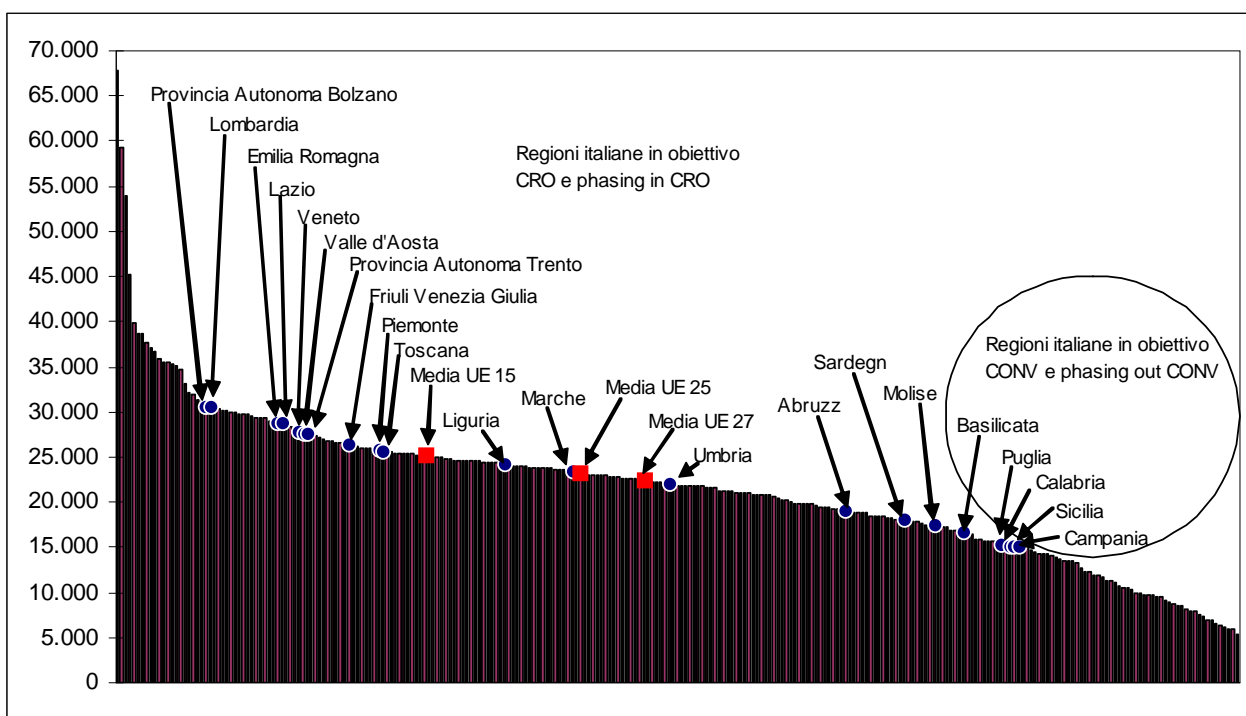 70.000
65.000
60.000
55.000
50.000
45.000
40.000
35.000
30.000
25.000
20.000
15.000
10.000
5.000
0
Provincia Autonoma Bolzano
Lombardia
Emilia Romagna
Lazio
Veneto
Valle d'Aosta
Provincia Autonoma Trento
Friuli Venezia Giulia
Piemonte
Toscana
Media UE 15
Liguria
Marche
Media UE 25
Media UE 27
Umbria
Regioni italiane in obiettivo
CRO e phasing in CRO
Abruzz
Sardegn
Molise
Regioni italiane in obiettivo
CONV e phasing out CONV
Basilicata
Puglia
Calabria
Sicilia
Campania